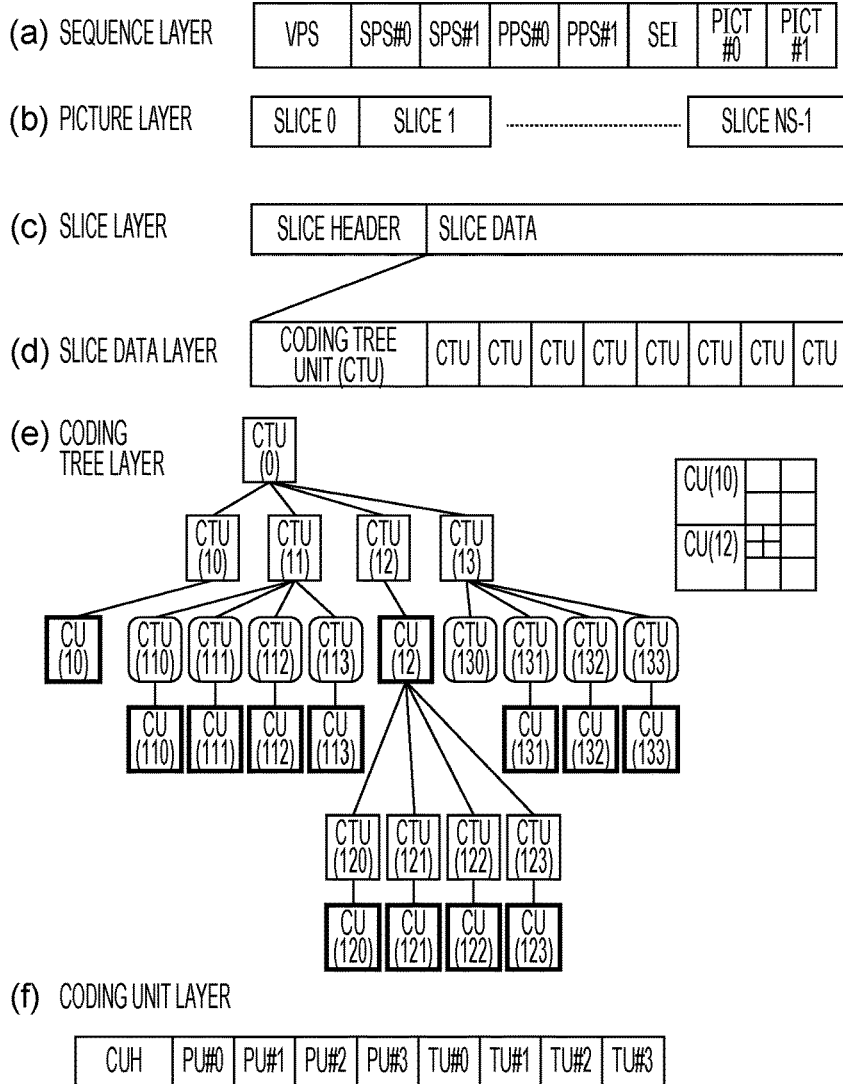 (a) SEQUENCE LAYER
VPS SPS#0 SPS#1 PPS#0 PPS#1 SEI PICT #0 PICT #1
(b) PICTURE LAYER
SLICE 0 SLICE 1 SLICE NS-1
(c) SLICE LAYER
SLICE HEADER SLICE DATA
(d) SLICE DATA LAYER
CODING TREE
UNIT (CTU)
CTU CTU CTU CTU CTU CTU CTU CTU
(e) CODING
TREE LAYER
CTU
(0)
CU(10)
CU(12)
CTU CTU CTU CTU
(10) (11) (12) (13)
CU CTU CTU CTU CTU CU CTU CTU CTU CTU
(10) (110) (111) (112) (113) (12) (130) (131) (132) (133)
CU CU CU CU CU CU CU
(110) (111) (112) (113) (131) (132) (133)
CTU CTU CTU CTU
(120) (121) (122) (123)
CU CU CU CU
(120) (121) (122) (123)
(f) CODING UNIT LAYER
CUH PU#0 PU#1 PU#2 PU#3 TU#0 TU#1 TU#2 TU#3